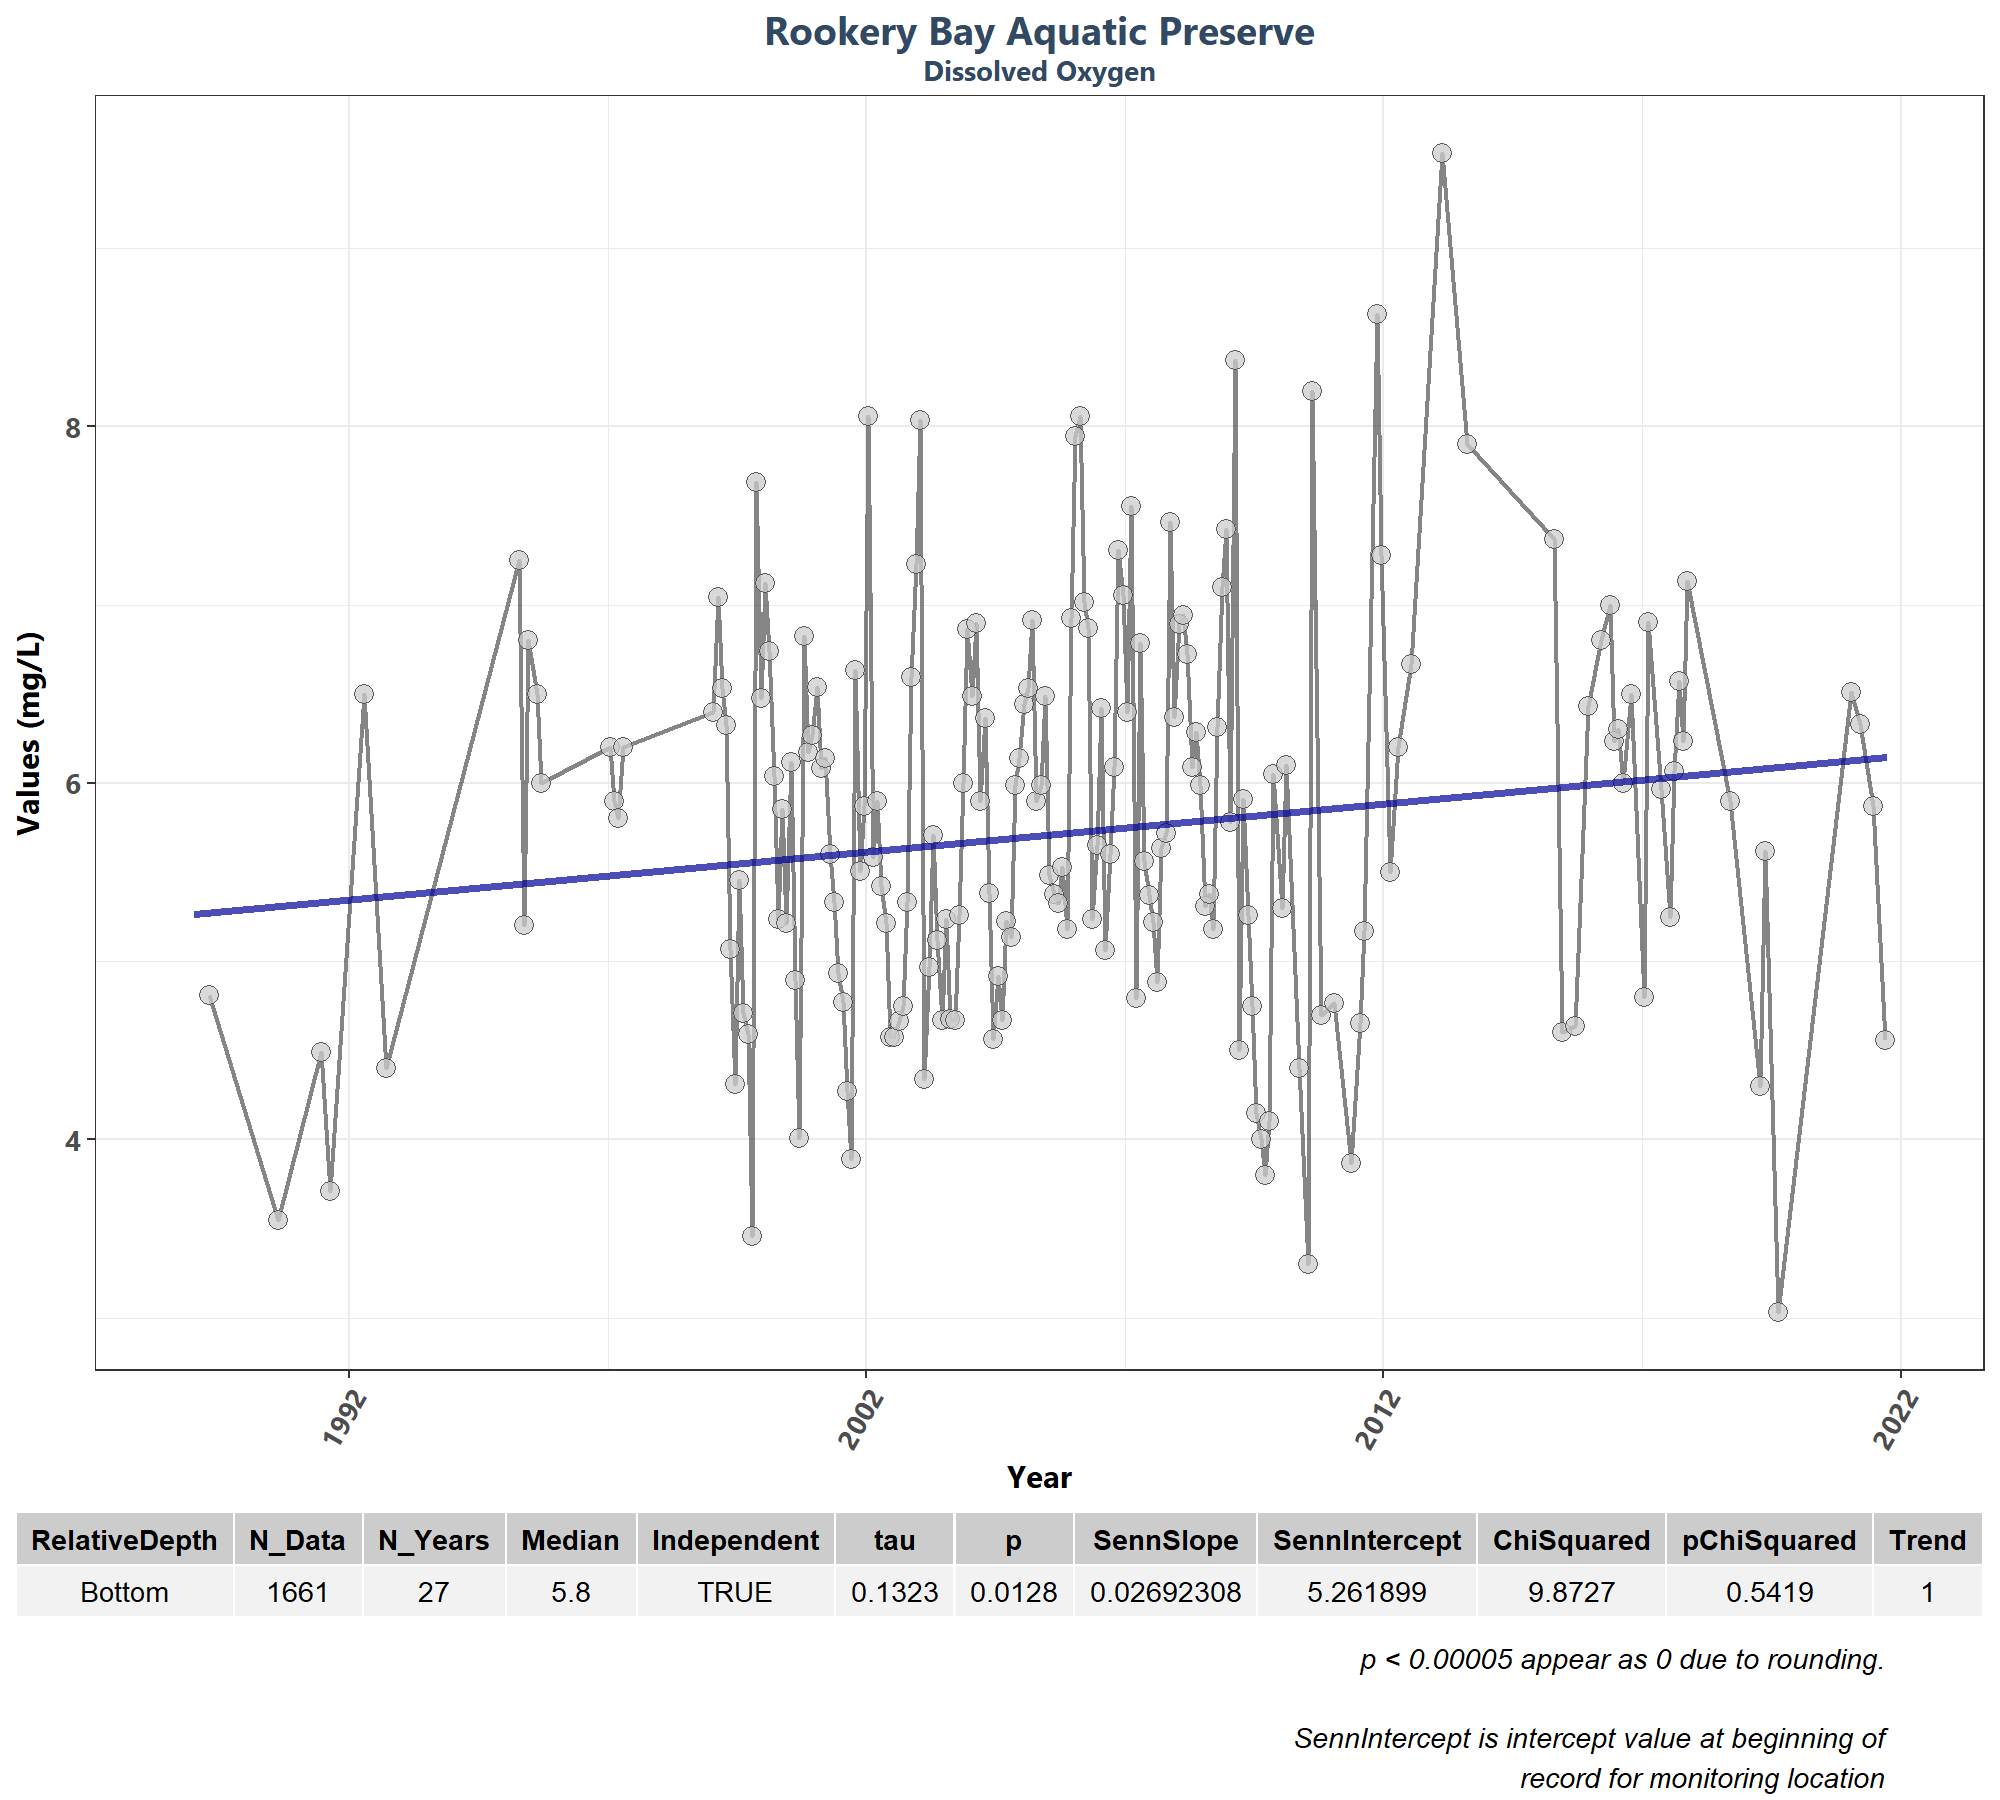 Rookery Bay Aquatic Preserve
Dissolved Oxygen
Values (mg/L)
8
6
4
1992 2002 2012 2022
Year
RelativeDepth N_Data N_Years Median Independent tau p SennSlope SennIntercept ChiSquared pChiSquared Trend
Bottom 1661 27 5.8 TRUE 0.1323 0.0128 0.02692308 5.261899 9.8727 0.5419 1
p < 0.00005 appear as 0 due to rounding.
SennIntercept is intercept value at beginning of
record for monitoring location